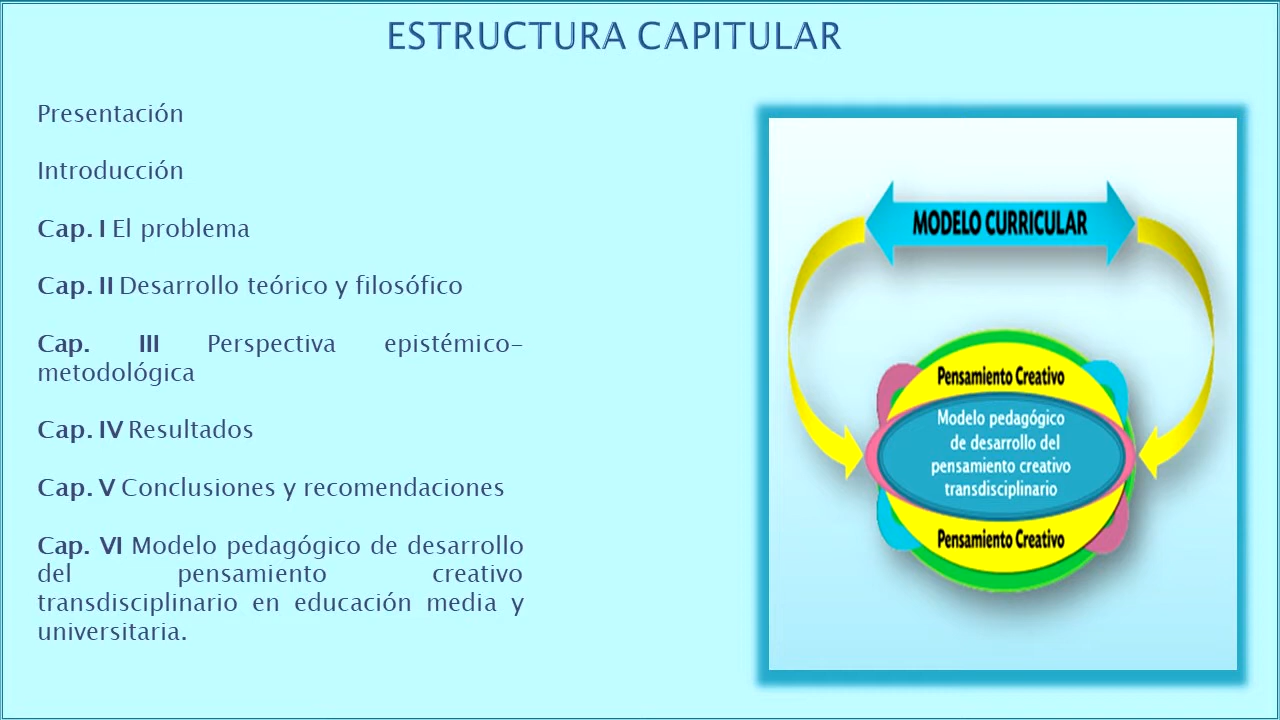 ESTRUCTURA CAPITULAR
Presentación
Introducción
Cap. I El problema
Cap. II Desarrollo teórico y filosófico
Cap. III Perspectiva epistémico-
metodológica
Cap. IV Resultados
Cap. V Conclusiones y recomendaciones
Cap. VI Modelo pedagógico de desarrollo
del pensamiento creativo
transdisciplinario en educación media y
universitaria.
MODELO CURRICULAR
Pensamiento Creativo
Modelo pedagógico
de desarrollo del
pensamiento creativo
transdisciplinario
Pensamiento Creativo